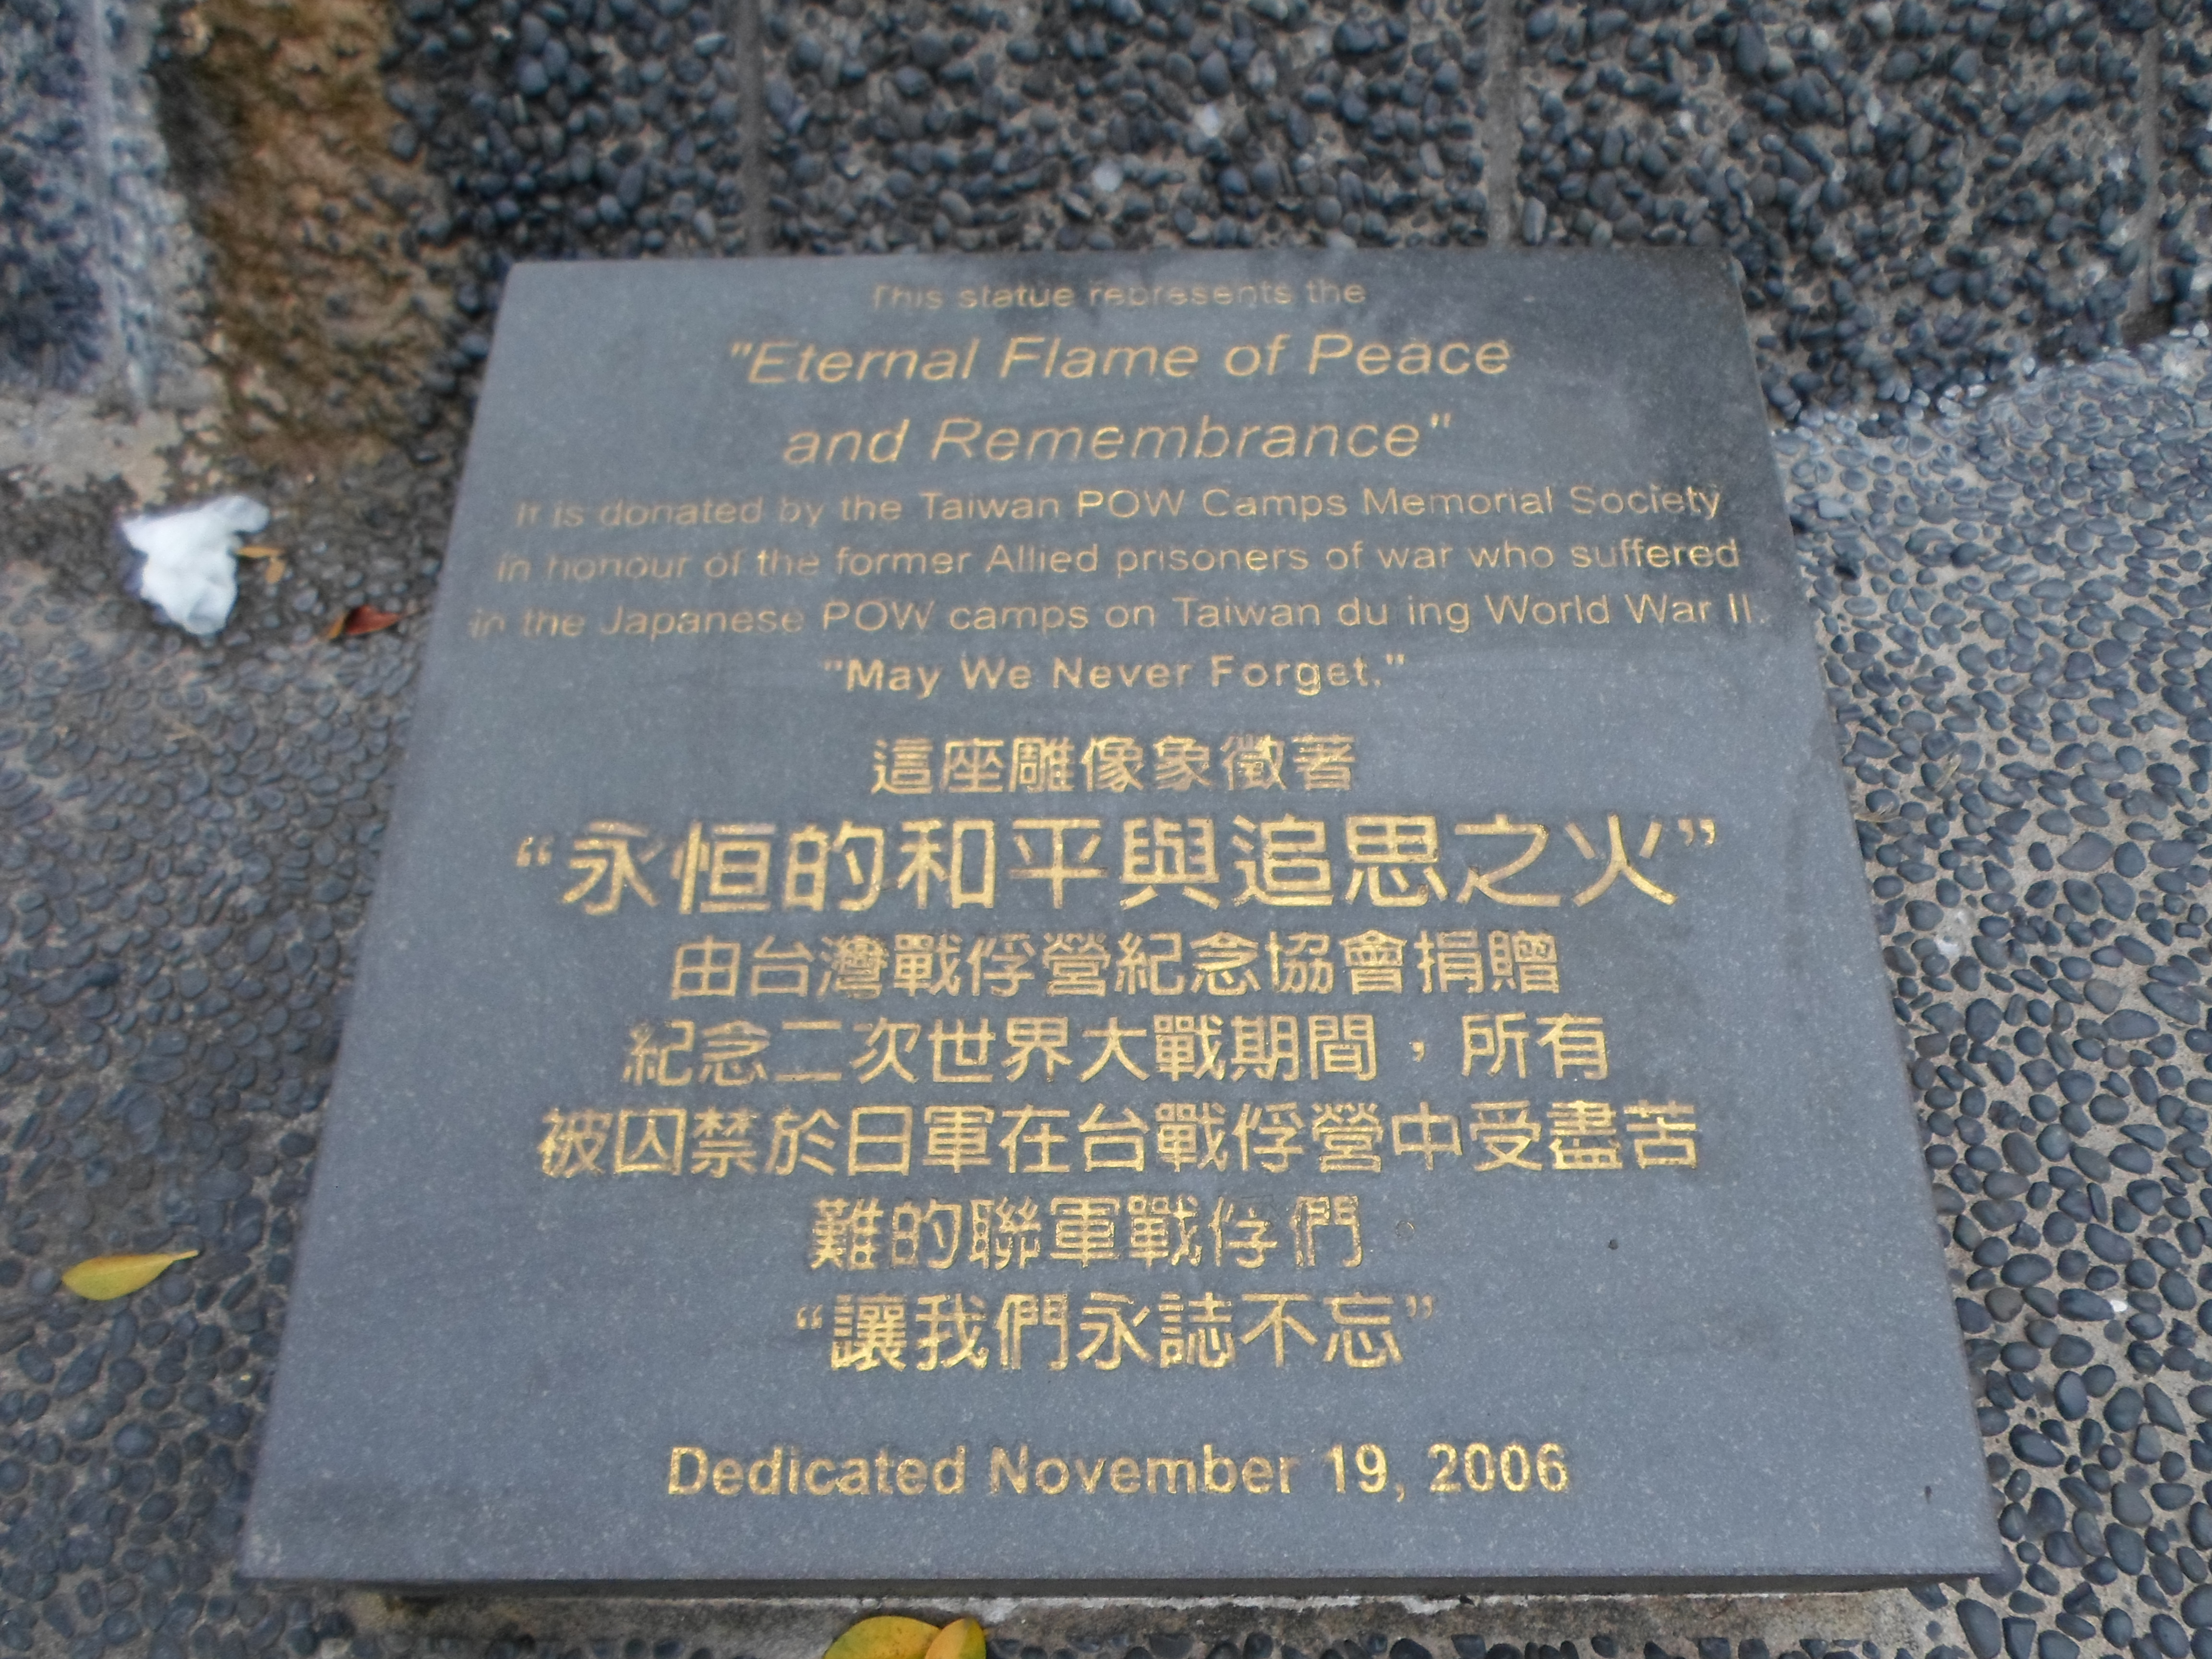 This statue represents the
"Eternal Flame of Peace
and Remembrance"
It is donated by the Taiwan POW Camps Memorial Society
in honour of the former Allied prisoners of war who suffered
in the Japanese POW camps on Taiwan du ing World War II.
"May We Never Forget."
這座雕像象徵著
“永恒的和平與追思之火”
由台灣戰俘營紀念協會捐贈
紀念二次世界大戰期間，所有
被囚禁於日軍在台戰俘營中受盡苦
難的聯軍戰俘們。
“讓我們永誌不忘”
Dedicated November 19, 2006